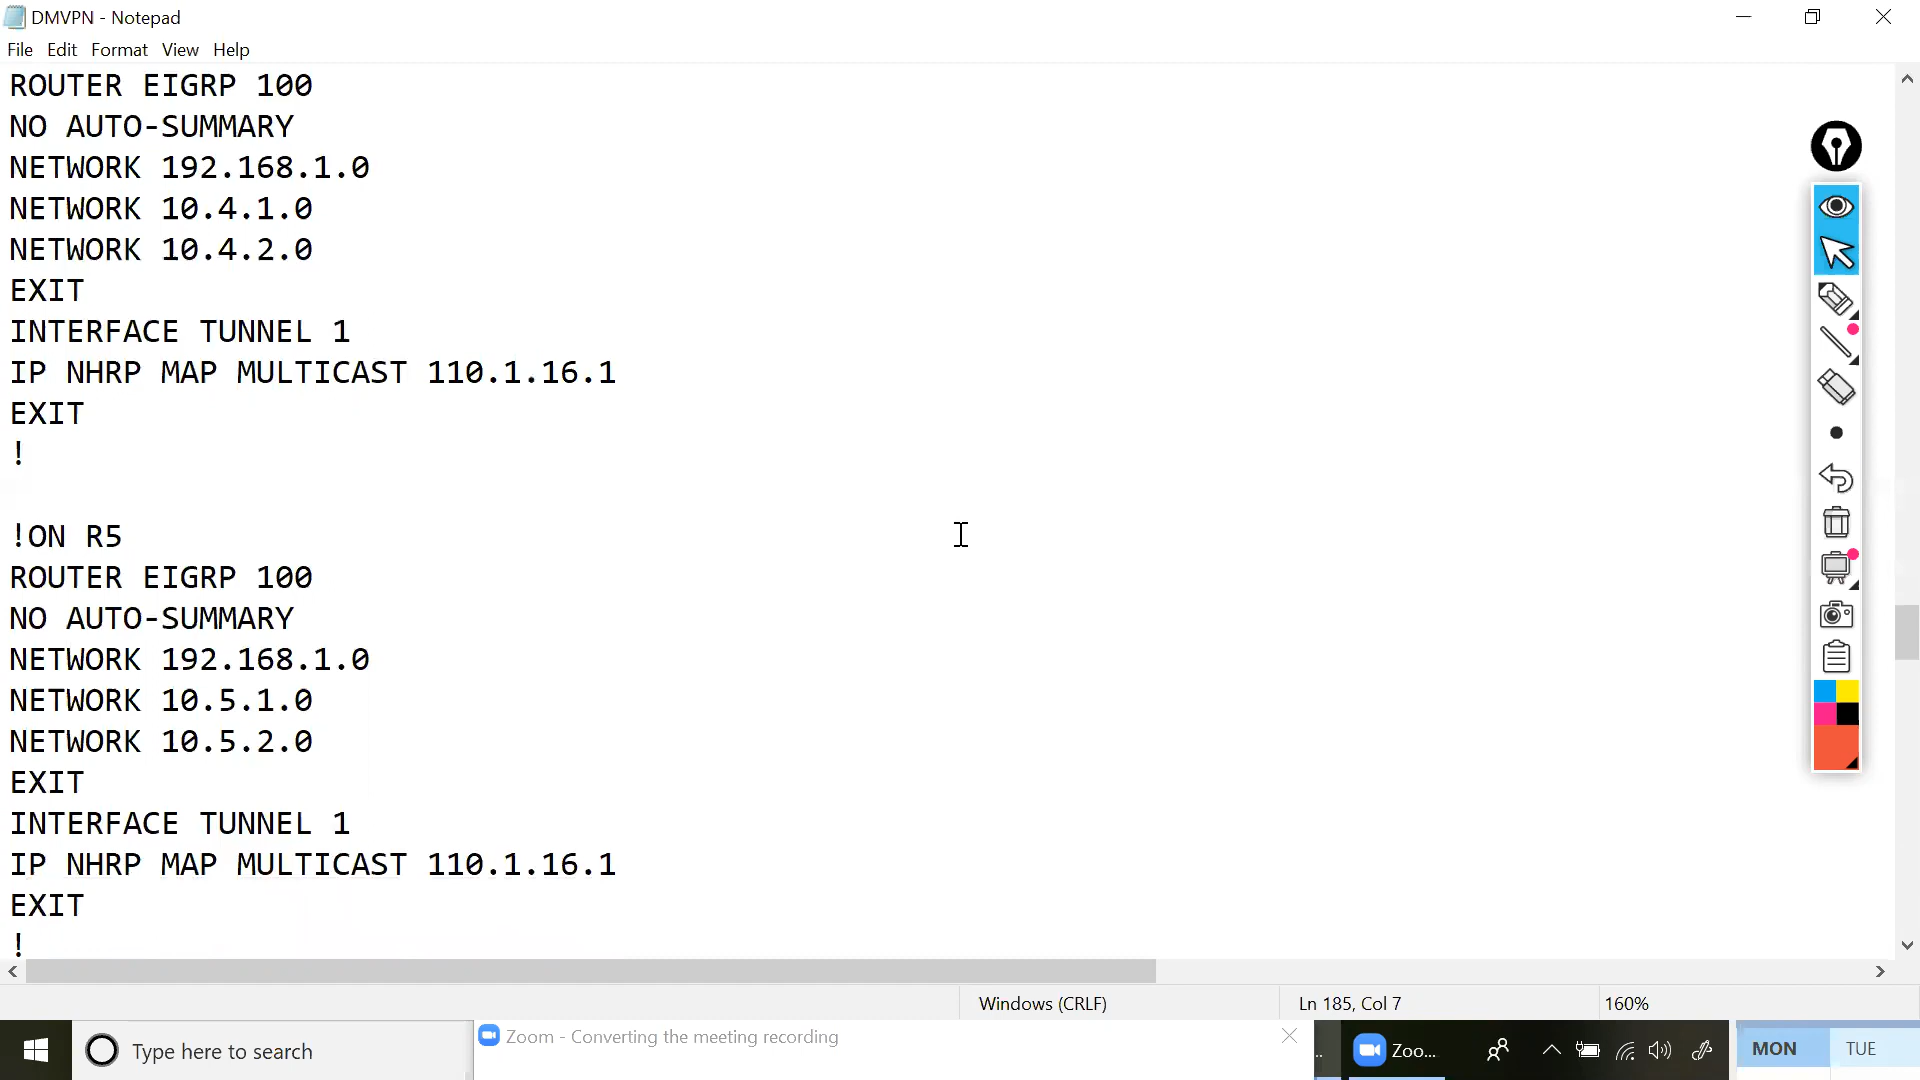 DMVPN - Notepad
File Edit Format View Help
ROUTER EIGRP 100
NO AUTO-SUMMARY
NETWORK 192.168.1.0
NETWORK 10.4.1.0
NETWORK 10.4.2.0
EXIT
INTERFACE TUNNEL 1
IP NHRP MAP MULTICAST 110.1.16.1
EXIT
!
!ON R5
ROUTER EIGRP 100
NO AUTO-SUMMARY
NETWORK 192.168.1.0
NETWORK 10.5.1.0
NETWORK 10.5.2.0
EXIT
INTERFACE TUNNEL 1
IP NHRP MAP MULTICAST 110.1.16.1
EXIT
!
Windows (CRLF) Ln 185, Col 7 160%
Type here to search Zoom - Converting the meeting recording .. Zoo... MON TUE